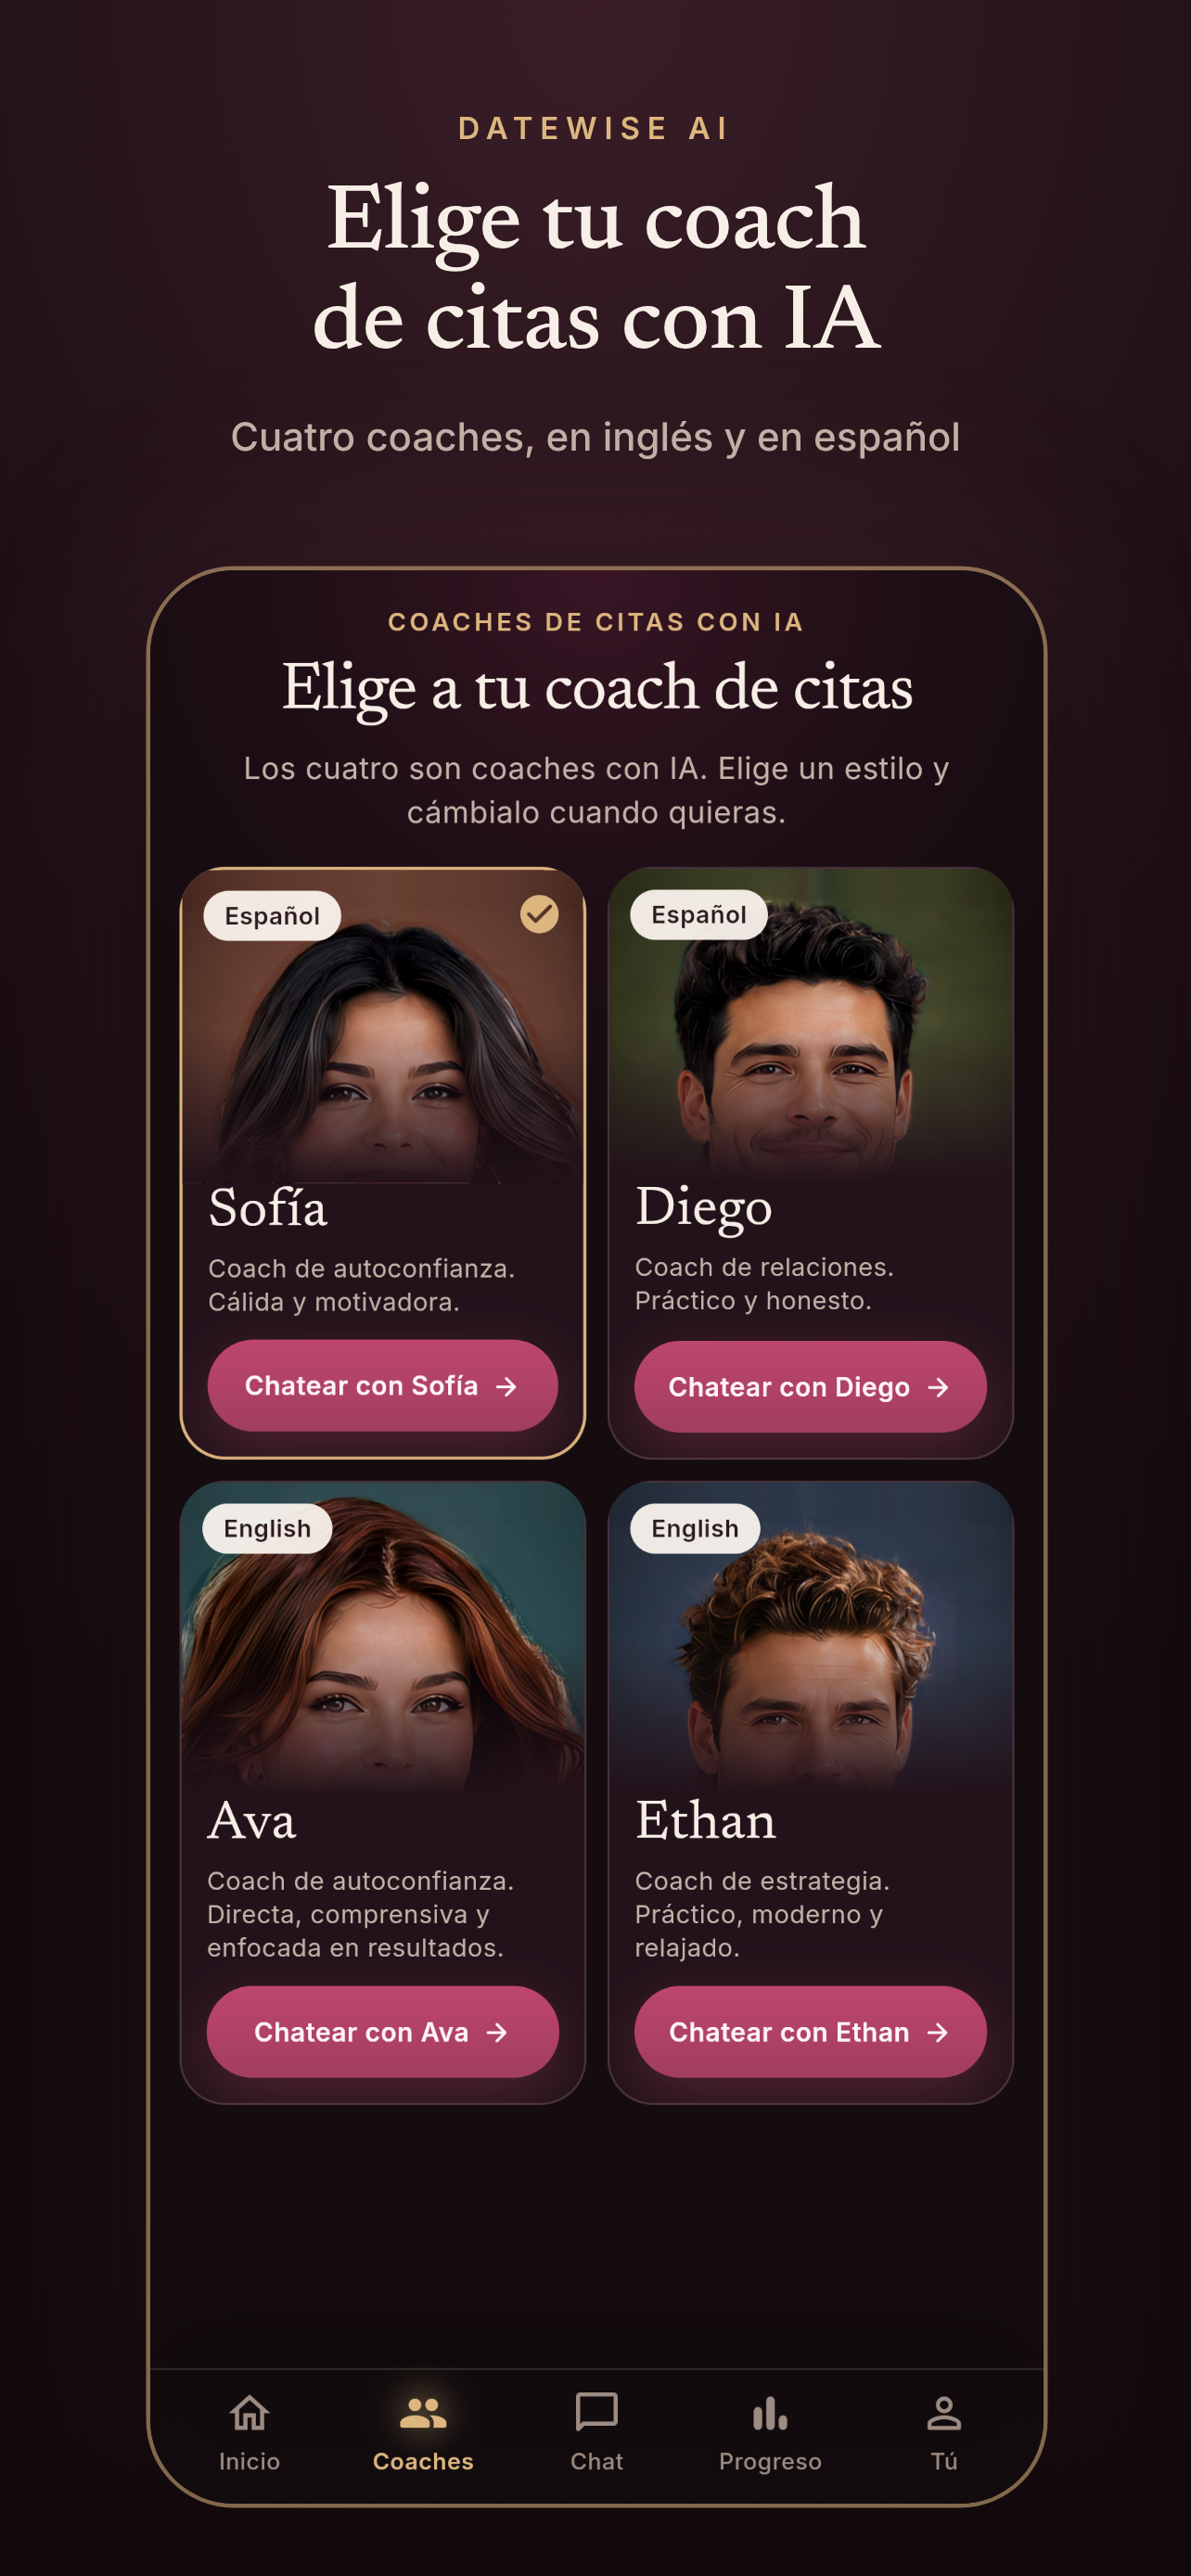 DATEWISE AI
Elige tu coach
de citas con IA
Cuatro coaches, en inglés y en español
COACHES DE CITAS CON IA
Elige a tu coach de citas
Los cuatro son coaches con IA. Elige un estilo y
cámbialo cuando quieras.
Español
Sofía
Coach de autoconfianza.
Cálida y motivadora.
Chatear con Sofía →
Español
Diego
Coach de relaciones.
Práctico y honesto.
Chatear con Diego →
English
Ava
Coach de autoconfianza.
Directa, comprensiva y
enfocada en resultados.
Chatear con Ava →
English
Ethan
Coach de estrategia.
Práctico, moderno y
relajado.
Chatear con Ethan →
Inicio
Coaches
Chat
Progreso
Tú